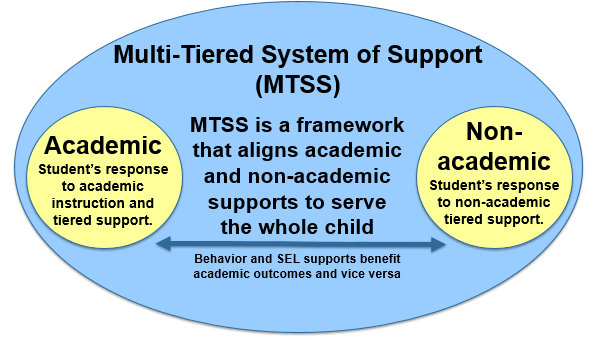 Multi-Tiered System of Support
(MTSS)
Academic
Student’s response
to academic
instruction and
tiered support.
MTSS is a framework
that aligns academic
and non-academic
supports to serve
the whole child
Non-
academic
Student’s response
to non-academic
tiered support.
Behavior and SEL supports benefit
academic outcomes and vice versa